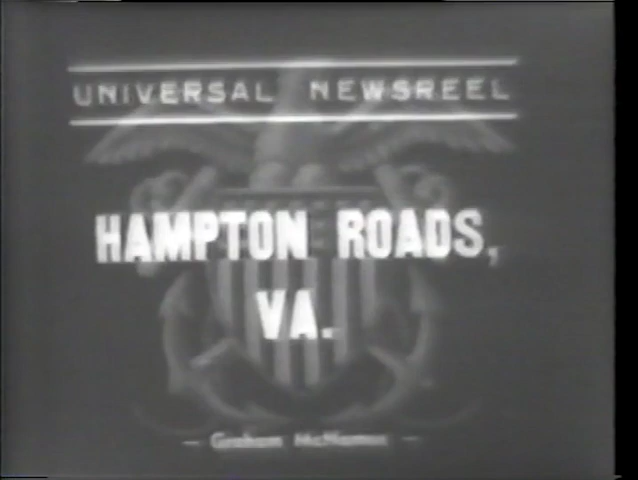 UNIVERSAL NEWSREEL
HAMPTON ROADS,
VA.
— Graham McNamee —